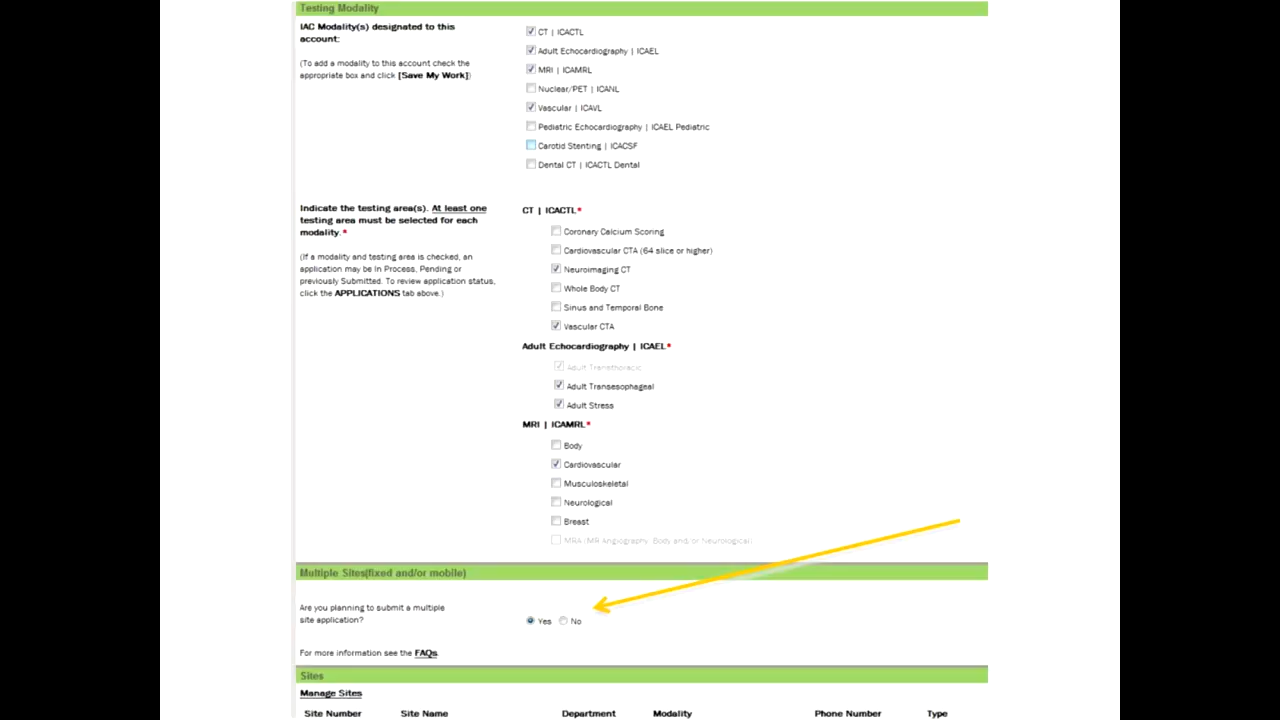 Testing Modality
IAC Modality(s) designated to this
account:
(To add a modality to this account check the
appropriate box and click [Save My Work])
CT | ICACTL
Adult Echocardiography | ICAEL
MRI | ICAMRL
Nuclear/PET | ICANL
Vascular | ICAVL
Pediatric Echocardiography | ICAEL Pediatric
Carotid Stenting | ICACSF
Dental CT | ICACTL Dental
Indicate the testing area(s). At least one
testing area must be selected for each
modality.*
(If a modality and testing area is checked, an
application may be In Process, Pending or
previously Submitted. To review application status,
click the APPLICATIONS tab above.)
CT | ICACTL*
Coronary Calcium Scoring
Cardiovascular CTA (64 slice or higher)
Neuroimaging CT
Whole Body CT
Sinus and Temporal Bone
Vascular CTA
Adult Echocardiography | ICAEL*
Adult Transthoracic
Adult Transesophageal
Adult Stress
MRI | ICAMRL*
Body
Cardiovascular
Musculoskeletal
Neurological
Breast
MRA (MR Angiography: Body and/or Neurological)
Multiple Sites(fixed and/or mobile)
Are you planning to submit a multiple
site application?
Yes No
For more information see the FAQs.
Sites
Manage Sites
Site Number Site Name Department Modality Phone Number Type